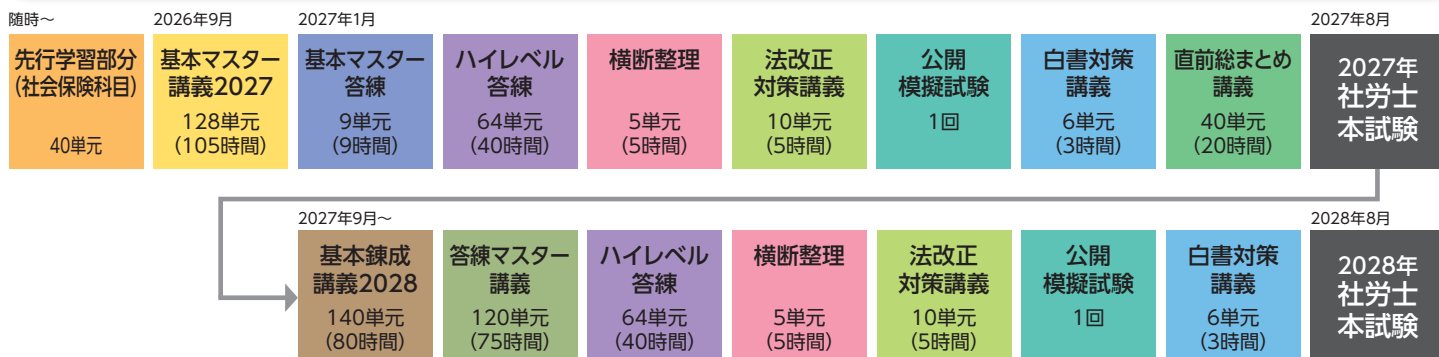 随時～
2026年9月
2027年1月
2027年8月
先行学習部分
(社会保険科目)
40単元
基本マスター
講義2027
128単元
(105時間)
基本マスター
答練
9単元
(9時間)
ハイレベル
答練
64単元
(40時間)
横断整理
5単元
(5時間)
法改正
対策講義
10単元
(5時間)
公開
模擬試験
1回
白書対策
講義
6単元
(3時間)
直前総まとめ
講義
40単元
(20時間)
2027年
社労士
本試験
2027年9月～
2028年8月
基本錬成
講義2028
140単元
(80時間)
答練マスター
講義
120単元
(75時間)
ハイレベル
答練
64単元
(40時間)
横断整理
5単元
(5時間)
法改正
対策講義
10単元
(5時間)
公開
模擬試験
1回
白書対策
講義
6単元
(3時間)
2028年
社労士
本試験